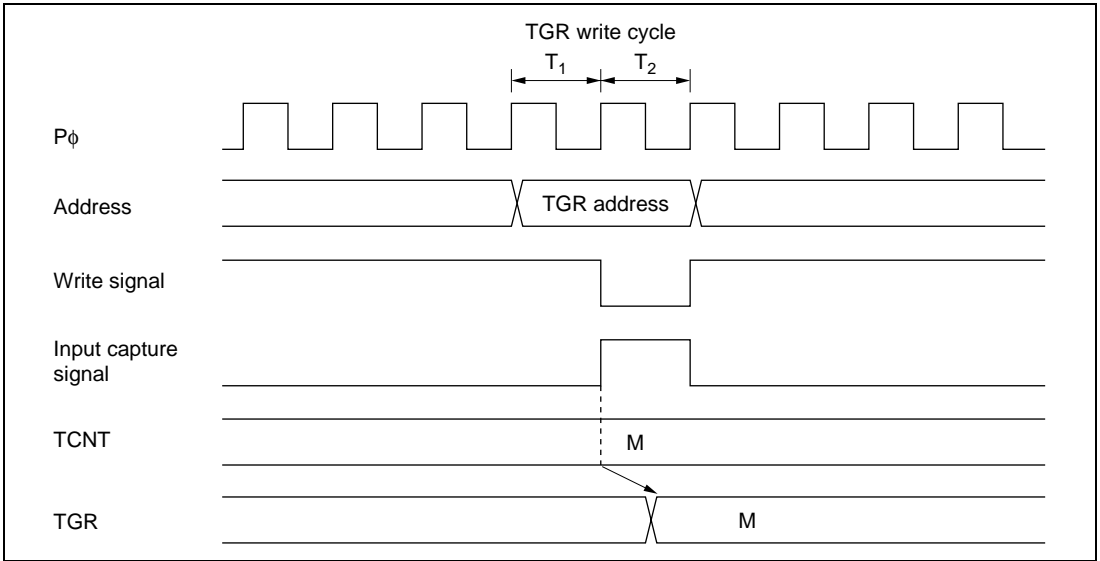 TGR write cycle
T₁ T₂
Pϕ
Address
TGR address
Write signal
Input capture
signal
TCNT
M
TGR
M